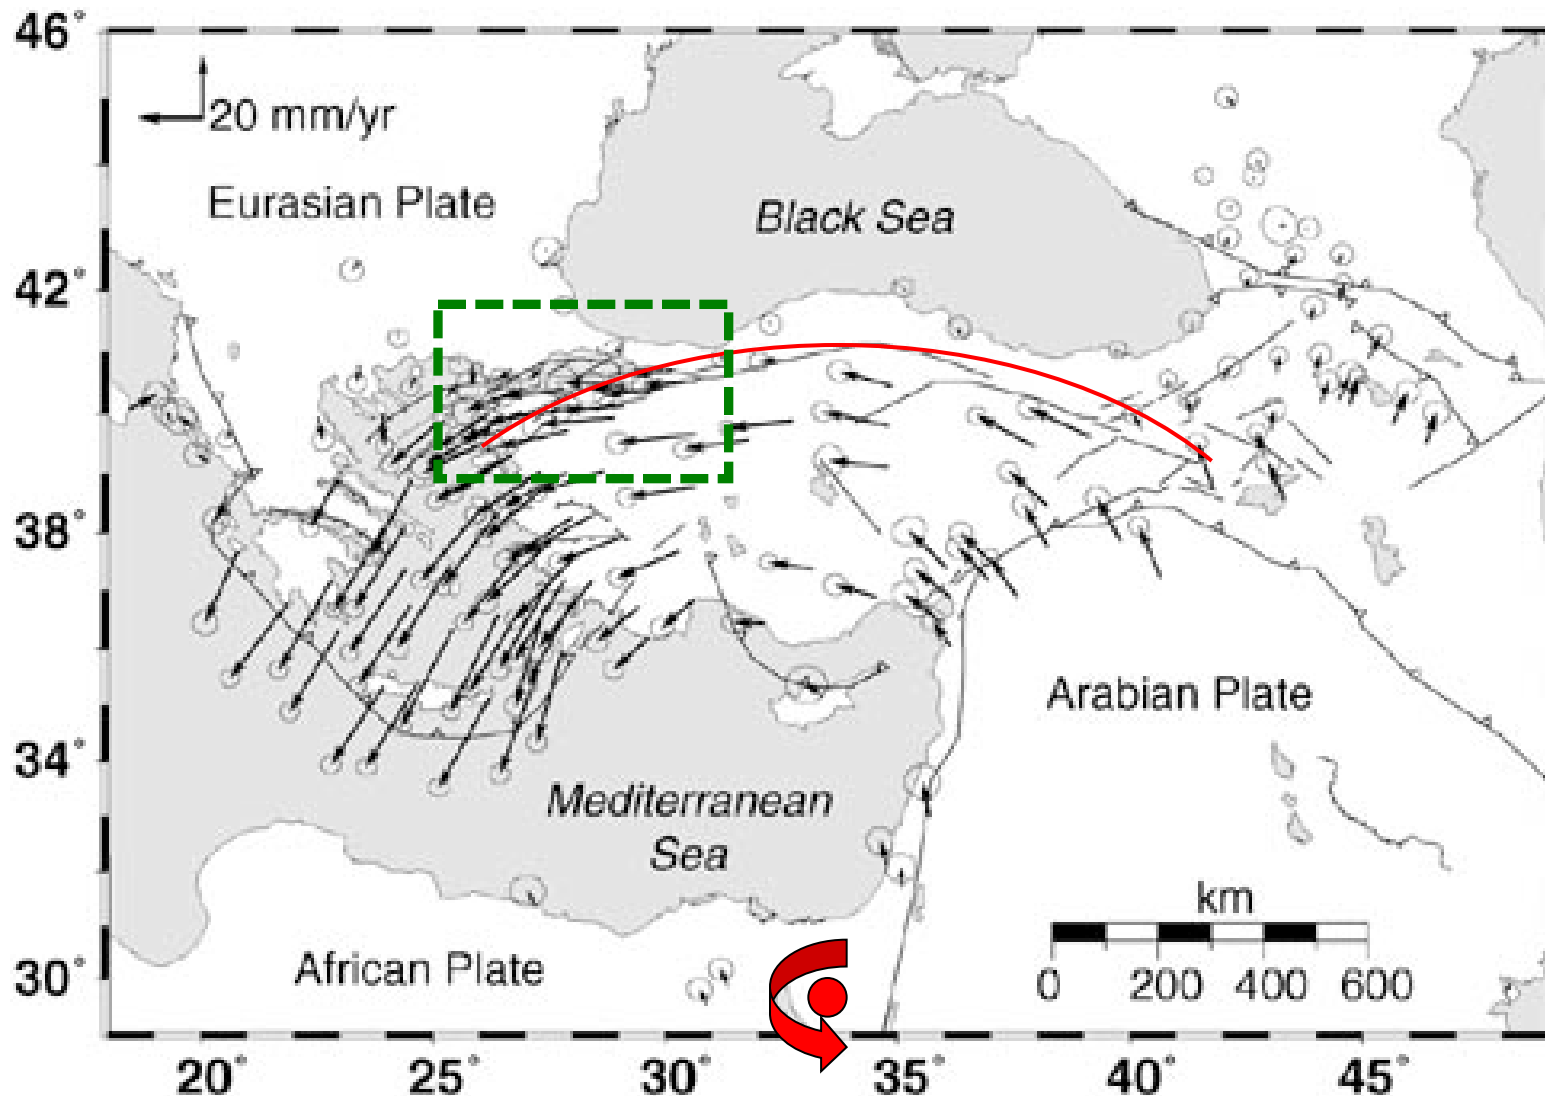 46°
20 mm/yr
Eurasian Plate
Black Sea
42°
38°
Arabian Plate
34°
Mediterranean
Sea
km
African Plate
30°
0 200 400 600
20° 25° 30° 35° 40° 45°